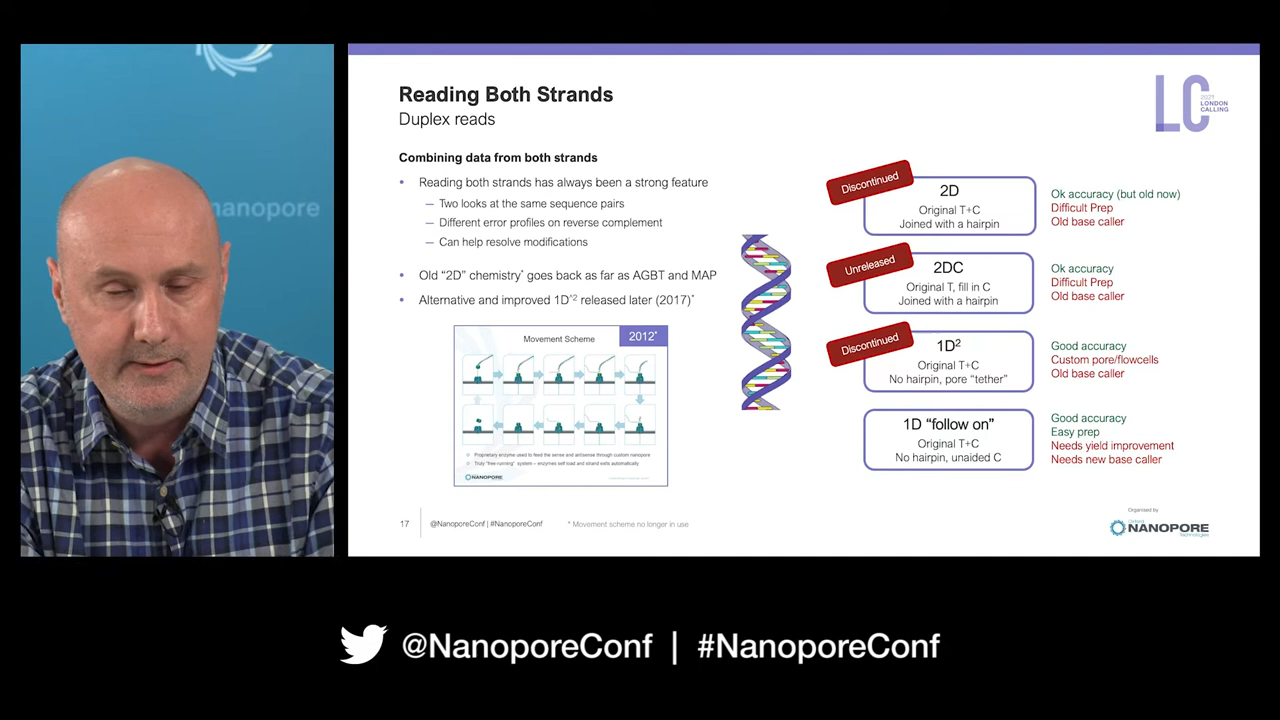 nanopore
Reading Both Strands
Duplex reads
2021
LONDON
CALLING
LC
Combining data from both strands
• Reading both strands has always been a strong feature
— Two looks at the same sequence pairs
— Different error profiles on reverse complement
— Can help resolve modifications
• Old “2D” chemistry* goes back as far as AGBT and MAP
• Alternative and improved 1D^2 released later (2017)*
Movement Scheme
2012*
Proprietary enzyme used to feed the sense and antisense through custom nanopore
Truly “free-running” system – enzymes self load and strand exits automatically
NANOPORE
Discontinued
2D
Original T+C
Joined with a hairpin
Ok accuracy (but old now)
Difficult Prep
Old base caller
Unreleased
2DC
Original T, fill in C
Joined with a hairpin
Ok accuracy
Difficult Prep
Old base caller
Discontinued
1D²
Original T+C
No hairpin, pore “tether”
Good accuracy
Custom pore/flowcells
Old base caller
1D “follow on”
Original T+C
No hairpin, unaided C
Good accuracy
Easy prep
Needs yield improvement
Needs new base caller
17
@NanoporeConf | #NanoporeConf
* Movement scheme no longer in use
Organised by
Oxford
NANOPORE
Technologies
@NanoporeConf | #NanoporeConf